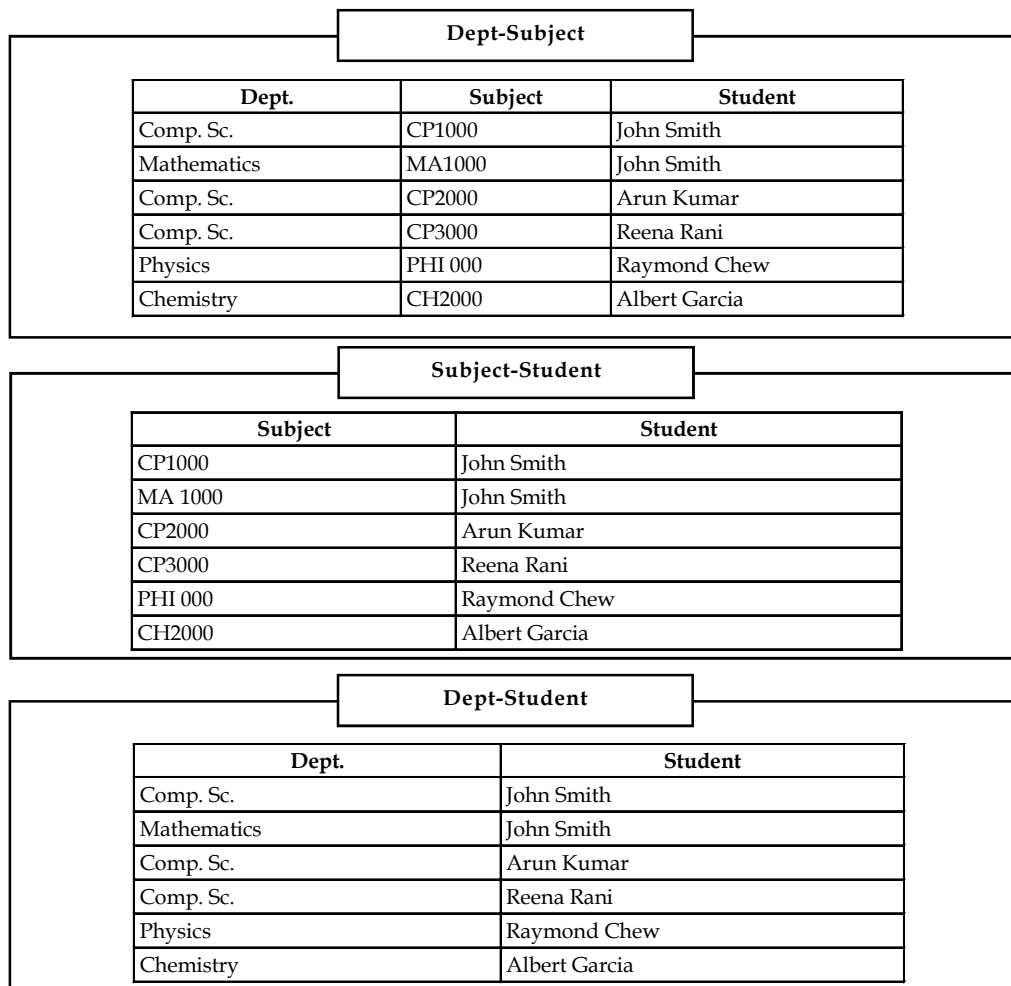 Dept-Subject
Dept. Subject Student
Comp. Sc. CP1000 John Smith
Mathematics MA1000 John Smith
Comp. Sc. CP2000 Arun Kumar
Comp. Sc. CP3000 Reena Rani
Physics PHI 000 Raymond Chew
Chemistry CH2000 Albert Garcia
Subject-Student
Subject Student
CP1000 John Smith
MA 1000 John Smith
CP2000 Arun Kumar
CP3000 Reena Rani
PHI 000 Raymond Chew
CH2000 Albert Garcia
Dept-Student
Dept. Student
Comp. Sc. John Smith
Mathematics John Smith
Comp. Sc. Arun Kumar
Comp. Sc. Reena Rani
Physics Raymond Chew
Chemistry Albert Garcia